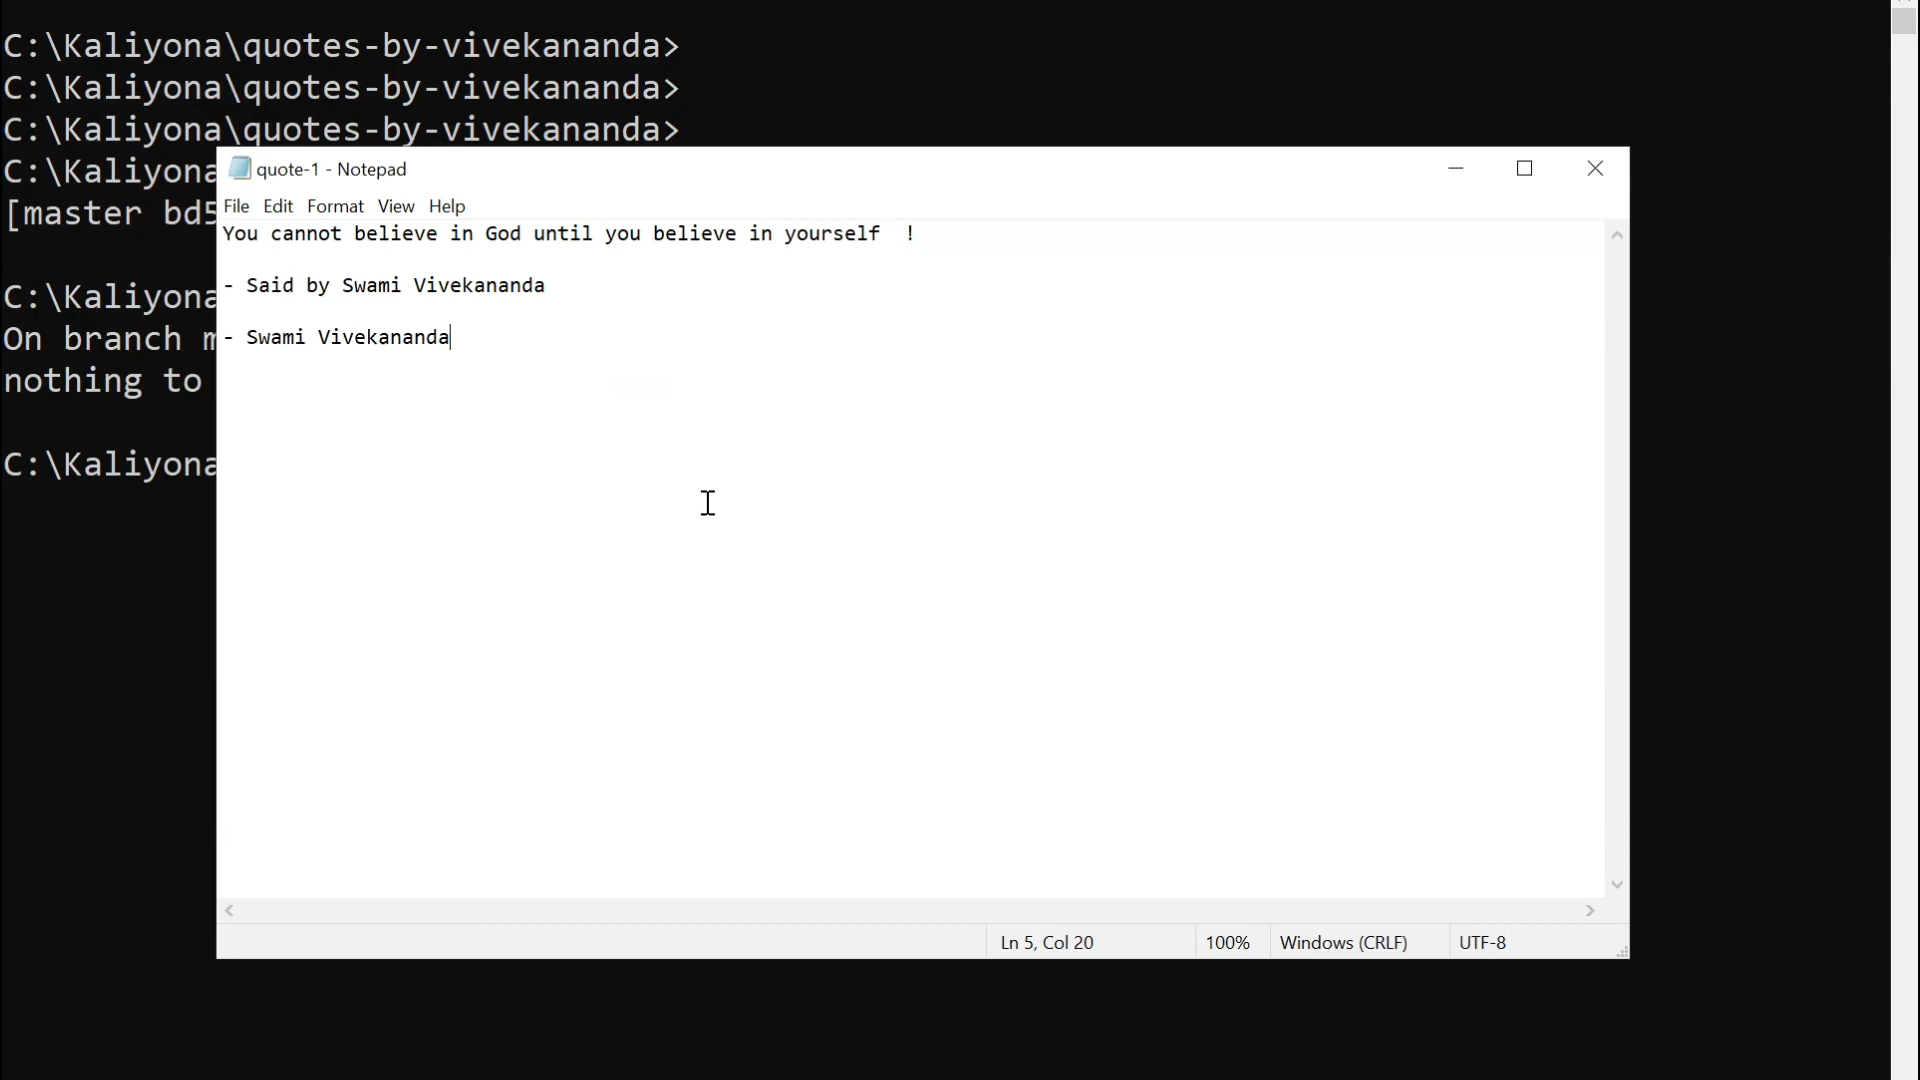 C:\Kaliyona\quotes-by-vivekananda>
C:\Kaliyona\quotes-by-vivekananda>
C:\Kaliyona\quotes-by-vivekananda>
C:\Kaliyona
[master bd5
C:\Kaliyona
On branch m
nothing to
C:\Kaliyona
quote-1 - Notepad
File Edit Format View Help
You cannot believe in God until you believe in yourself  !
- Said by Swami Vivekananda
- Swami Vivekananda
Ln 5, Col 20 100% Windows (CRLF) UTF-8